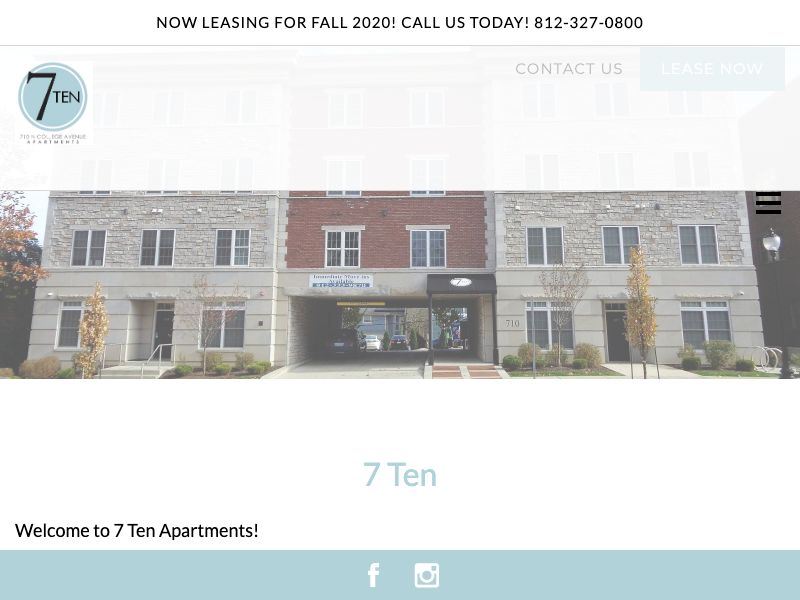 NOW LEASING FOR FALL 2020! CALL US TODAY! 812-327-0800
CONTACT US
LEASE NOW
7 TEN
710 N COLLEGE AVENUE
APARTMENTS
Immediate Move-ins
Available
7
710
7 Ten
Welcome to 7 Ten Apartments!